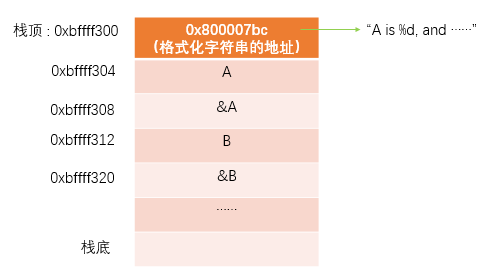 栈顶 : 0xbffff300
0x800007bc
(格式化字符串的地址)
“A is %d, and ⋯⋯”
0xbffff304
A
0xbffff308
&A
0xbffff312
B
0xbffff320
&B
⋯⋯
栈底